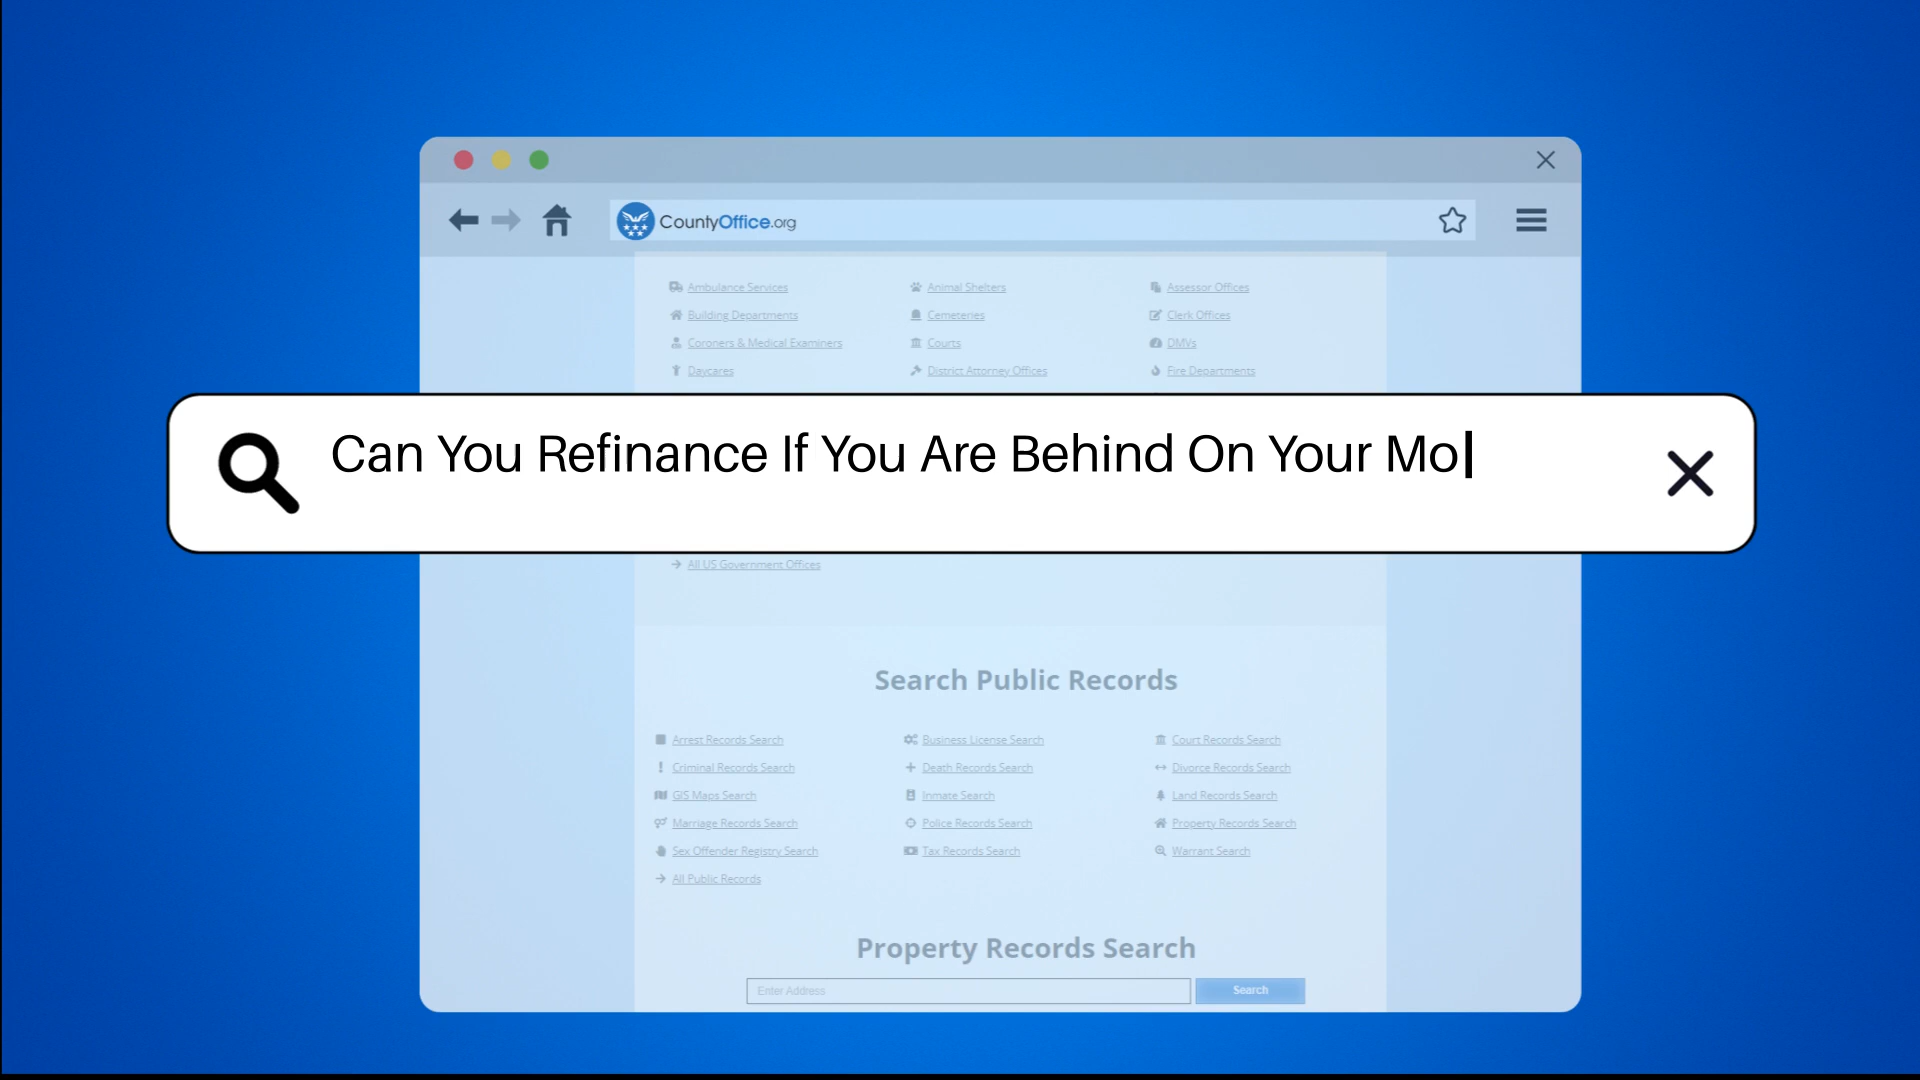 CountyOffice.org
Ambulance Services Animal Shelters Assessor Offices
Building Departments Cemeteries Clerk Offices
Coroners & Medical Examiners Courts DMVs
Daycares District Attorney Offices Fire Departments
Can You Refinance If You Are Behind On Your Mo
All US Government Offices
Search Public Records
Arrest Records Search Business License Search Court Records Search
Criminal Records Search Death Records Search Divorce Records Search
GIS Maps Search Inmate Search Land Records Search
Marriage Records Search Police Records Search Property Records Search
Sex Offender Registry Search Tax Records Search Warrant Search
All Public Records
Property Records Search
Enter Address Search